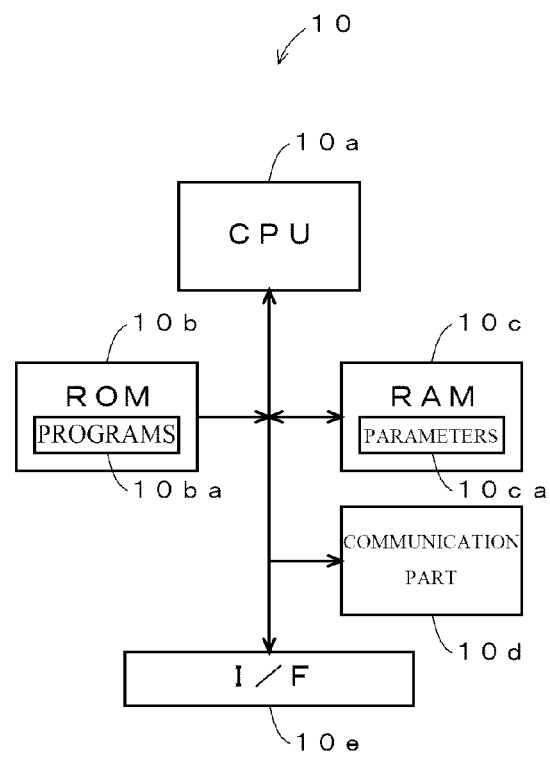 10
10a
CPU
10b
10c
ROM
RAM
PROGRAMS
PARAMETERS
10ba
10ca
COMMUNICATION
PART
10d
I/F
10e